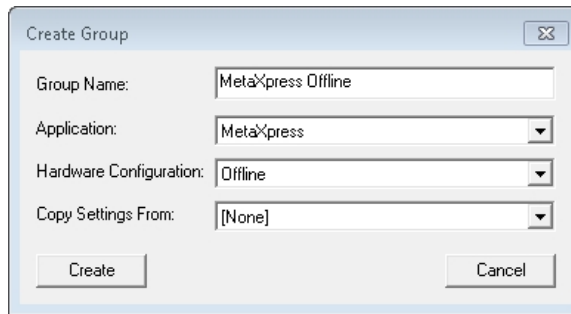 Create Group
Group Name: MetaXpress Offline
Application: MetaXpress
Hardware Configuration: Offline
Copy Settings From: [None]
Create Cancel